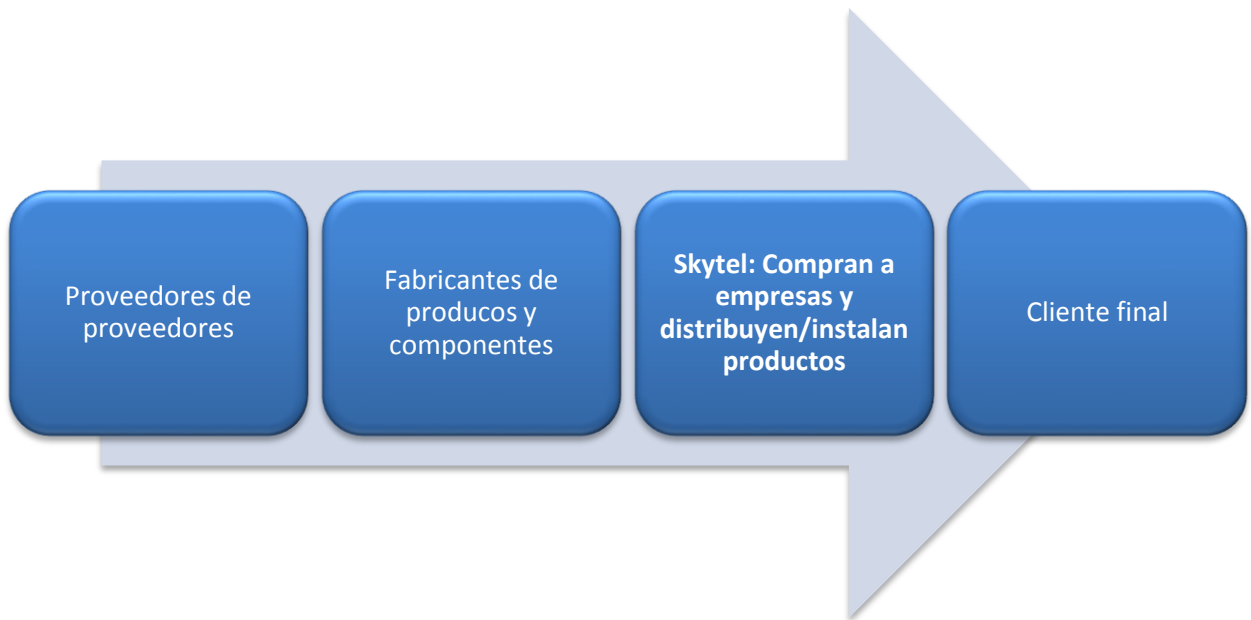 Proveedores de
proveedores
Fabricantes de
producos y
componentes
Skytel: Compran a
empresas y
distribuyen/instalan
productos
Cliente final